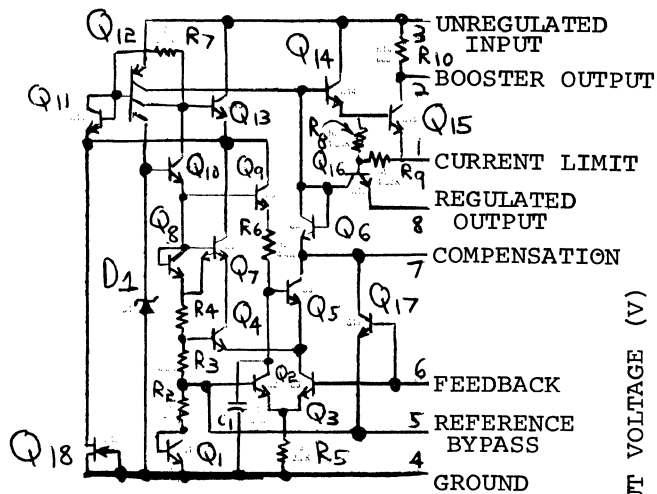 Q12
R7
Q14
3 UNREGULATED
INPUT
R10
2 BOOSTER OUTPUT
Q11
Q13
Q15
R8
1
CURRENT LIMIT
Q10
Q9
Q16
R9
REGULATED
8 OUTPUT
Q8
R6
Q6
COMPENSATION
7
D1
Q7
Q17
R4
Q4
Q5
R3
Q2
6
FEEDBACK
R2
C1
Q3
5 REFERENCE
BYPASS
Q18
Q1
R5
4
GROUND
UT VOLTAGE (V)